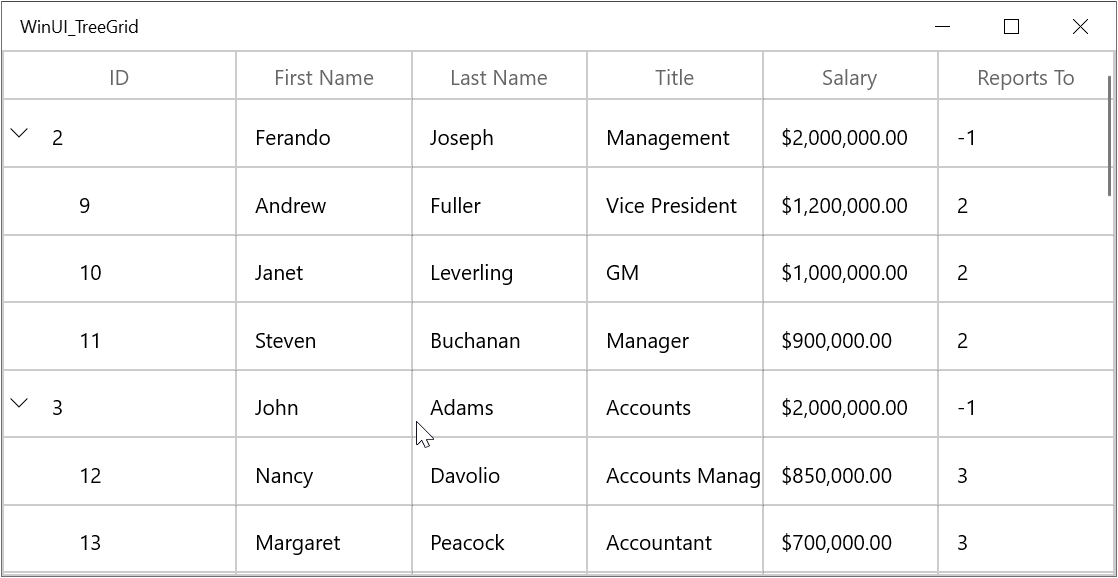 WinUI_TreeGrid
ID First Name Last Name Title Salary Reports To
2 Ferando Joseph Management $2,000,000.00 -1
9 Andrew Fuller Vice President $1,200,000.00 2
10 Janet Leverling GM $1,000,000.00 2
11 Steven Buchanan Manager $900,000.00 2
3 John Adams Accounts $2,000,000.00 -1
12 Nancy Davolio Accounts Manag $850,000.00 3
13 Margaret Peacock Accountant $700,000.00 3